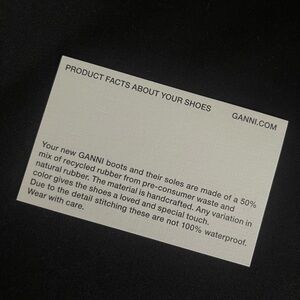 PRODUCT FACTS ABOUT YOUR SHOES GANNI.COM
Your new GANNI boots and their soles are made of a 50%
mix of recycled rubber from pre-consumer waste and
natural rubber. The material is handcrafted. Any variation in
color gives the shoes a loved and special touch.
Due to the detail stitching these are not 100% waterproof.
Wear with care.